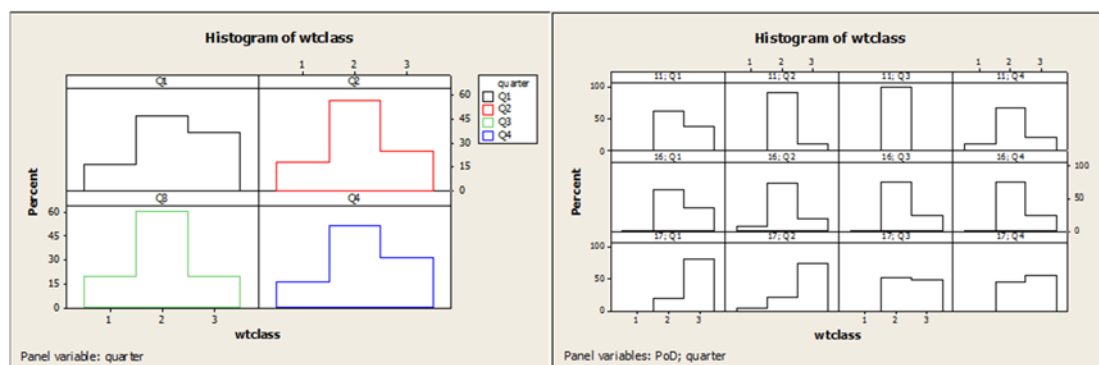 Histogram of wtclass
1 2 3
Q1 Q2
60
45
30
15
0
quarter
Q1
Q2
Q3
Q4
Percent
Q3 Q4
60
45
30
15
0
1 2 3
wtclass
Panel variable: quarter
Histogram of wtclass
1 2 3 1 2 3
11; Q1 11; Q2 11; Q3 11; Q4
100
50
0
16; Q1 16; Q2 16; Q3 16; Q4
100
50
0
Percent
17; Q1 17; Q2 17; Q3 17; Q4
100
50
0
1 2 3 1 2 3
wtclass
Panel variables: PoD; quarter